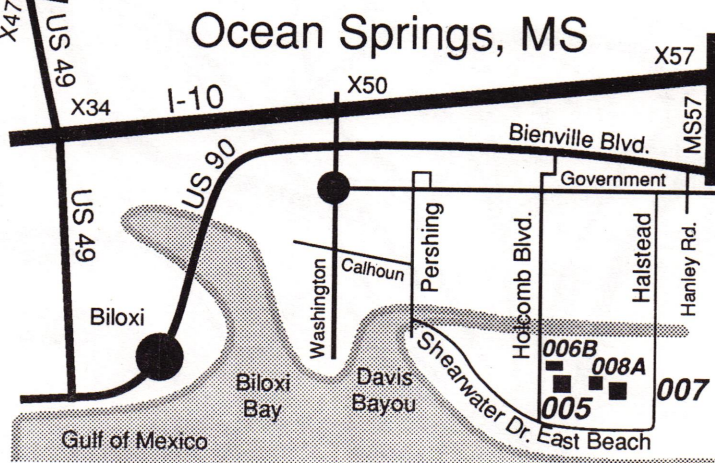 Ocean Springs, MS
X47
US 49
X34
I-10
X50
X57
MS57
Bienville Blvd.
US 90
Government
US 49
Pershing
Holcomb Blvd.
Halstead
Hanley Rd.
Washington
Calhoun
Biloxi
006B
008A
005
007
Biloxi
Bay
Davis
Bayou
Shearwater Dr.
East Beach
Gulf of Mexico